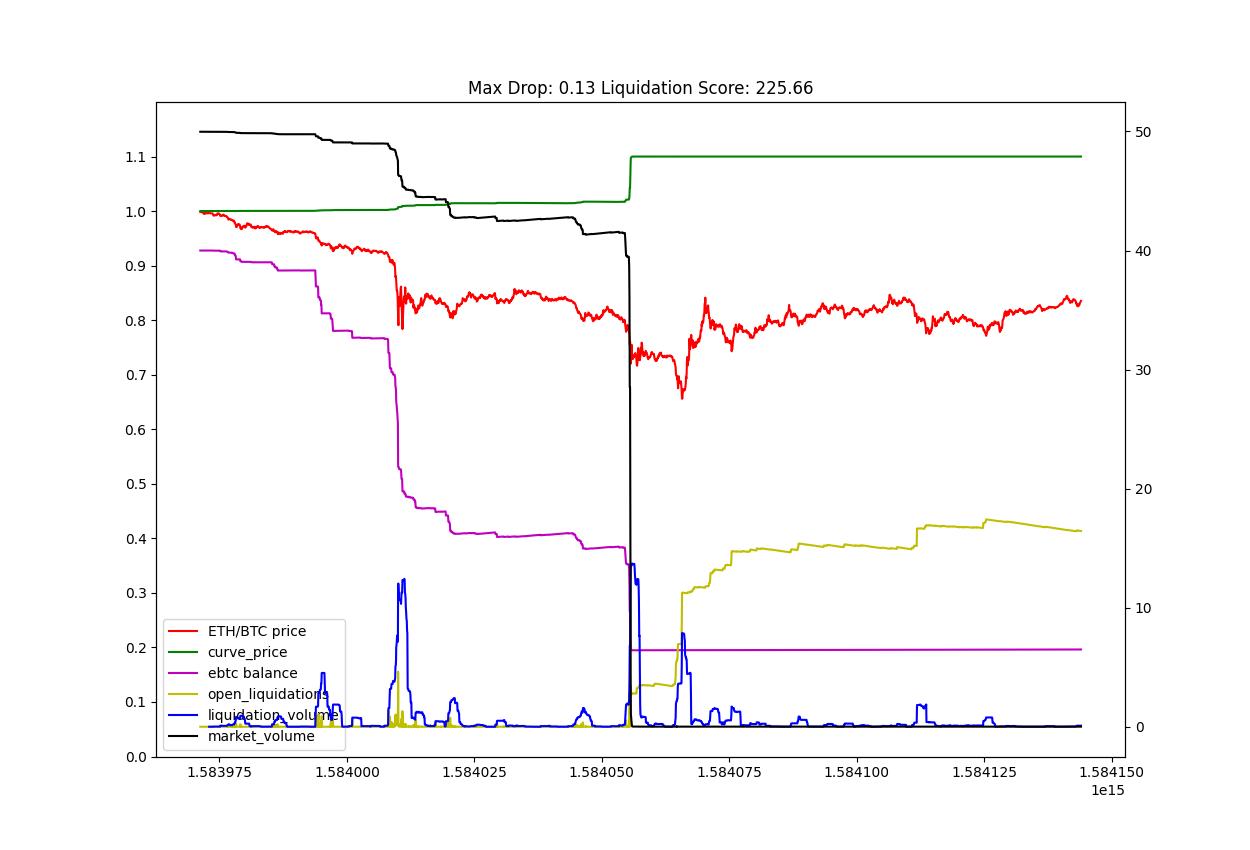 Max Drop: 0.13 Liquidation Score: 225.66
1.1
1.0
0.9
0.8
0.7
0.6
0.5
0.4
0.3
0.2
0.1
0.0
50
40
30
20
10
0
ETH/BTC price
curve_price
ebtc balance
open_liquidations
liquidation_volume
market_volume
1.583975 1.584000 1.584025 1.584050 1.584075 1.584100 1.584125 1.584150
1e15